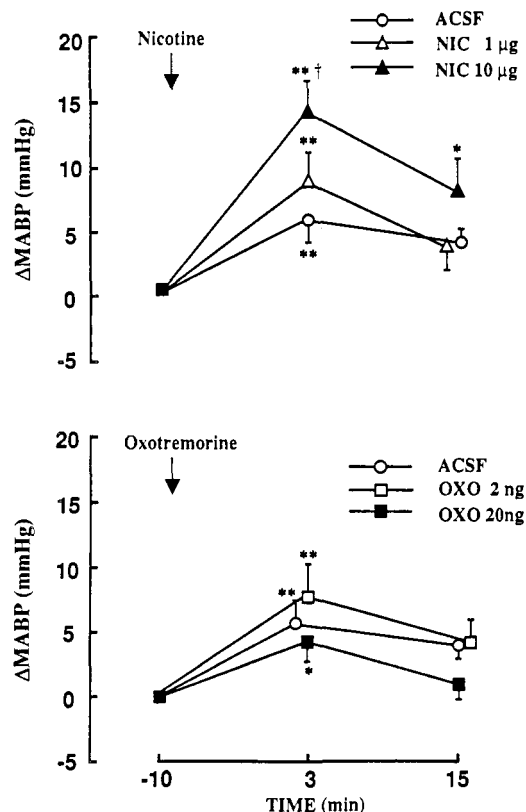 20
15
10
5
0
-5
ΔMABP (mmHg)
Nicotine
ACSF
NIC 1 μg
NIC 10 μg
** †
**
**
*
20
15
10
5
0
-5
ΔMABP (mmHg)
Oxotremorine
ACSF
OXO 2 ng
OXO 20ng
**
**
*
-10 3 15
TIME (min)